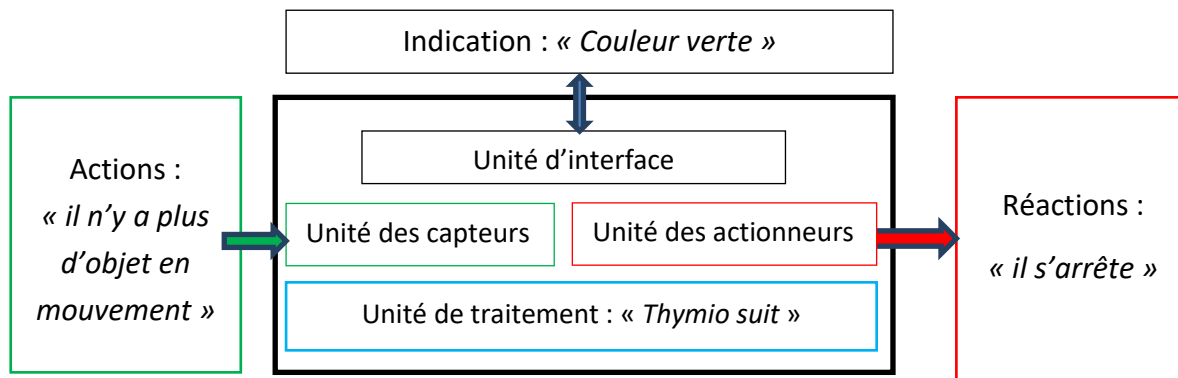 Indication : « Couleur verte »
Actions :
« il n’y a plus
d’objet en
mouvement »
Unité d’interface
Unité des capteurs
Unité des actionneurs
Unité de traitement : « Thymio suit »
Réactions :
« il s’arrête »